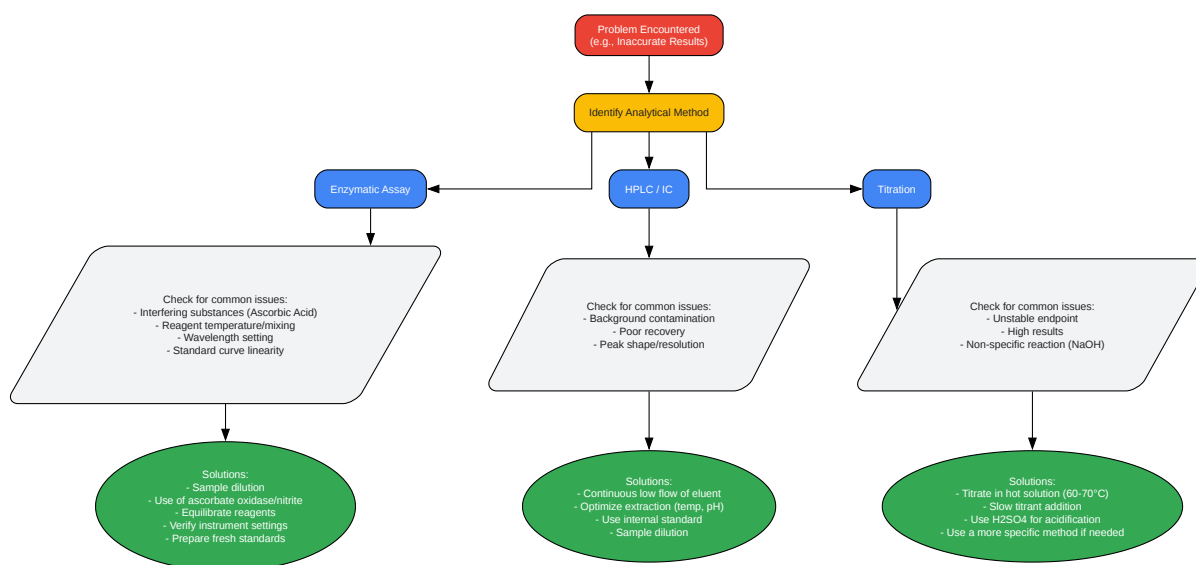 Problem Encountered
(e.g., Inaccurate Results)
Identify Analytical Method
Enzymatic Assay
HPLC / IC
Titration
Check for common issues:
- Interfering substances (Ascorbic Acid)
- Reagent temperature/mixing
- Wavelength setting
- Standard curve linearity
Check for common issues:
- Background contamination
- Poor recovery
- Peak shape/resolution
Check for common issues:
- Unstable endpoint
- High results
- Non-specific reaction (NaOH)
Solutions:
- Sample dilution
- Use of ascorbate oxidase/nitrite
- Equilibrate reagents
- Verify instrument settings
- Prepare fresh standards
Solutions:
- Continuous low flow of eluent
- Optimize extraction (temp, pH)
- Use internal standard
- Sample dilution
Solutions:
- Titrate in hot solution (60-70°C)
- Slow titrant addition
- Use H2SO4 for acidification
- Use a more specific method if needed